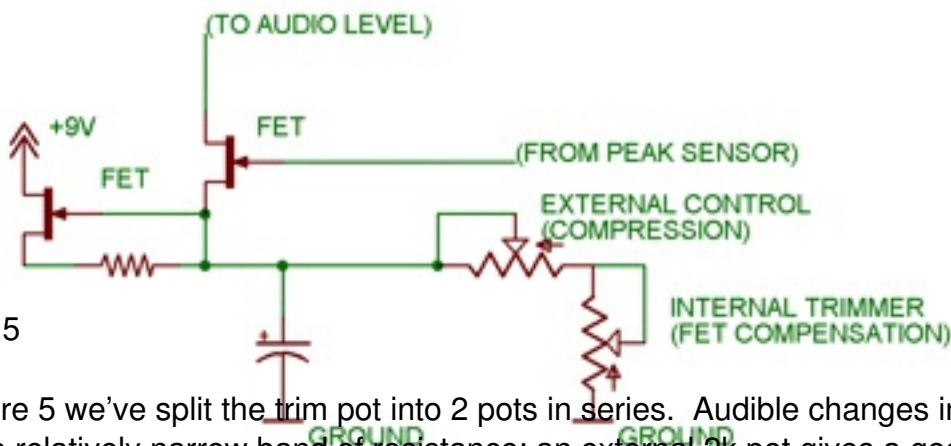 (TO AUDIO LEVEL)
+9V
FET
FET
(FROM PEAK SENSOR)
EXTERNAL CONTROL
(COMPRESSION)
INTERNAL TRIMMER
(FET COMPENSATION)
+
5
re 5 we've split the trim pot into 2 pots in series. Audible changes
GROUND
GROUND
relatively narrow band of resistance; an external 2k pot gives a